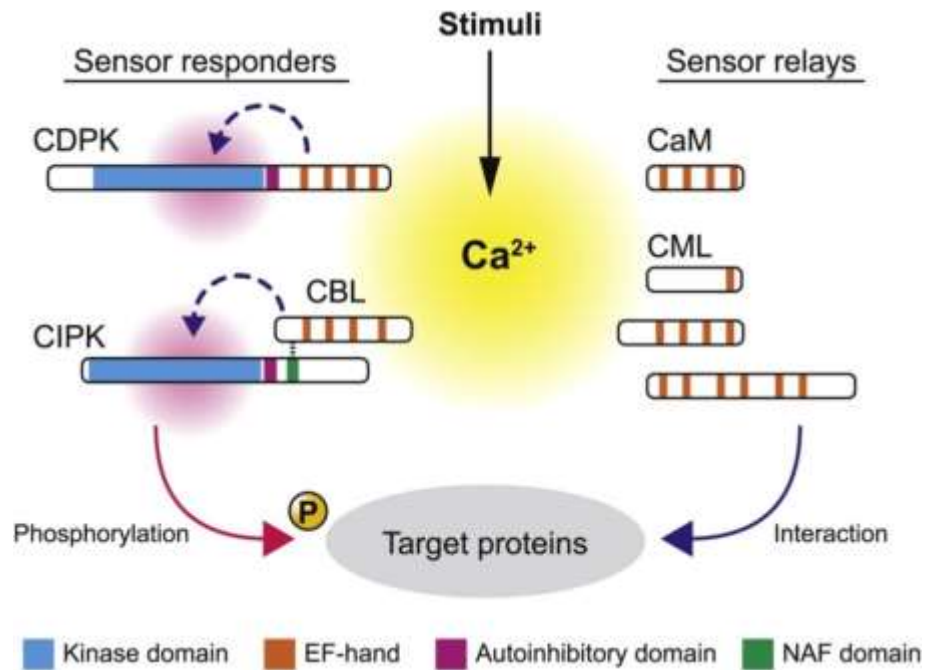 Stimuli
Sensor responders
Sensor relays
CDPK
CaM
Ca²⁺
CML
CBL
CIPK
P
Phosphorylation
Target proteins
Interaction
Kinase domain
EF-hand
Autoinhibitory domain
NAF domain